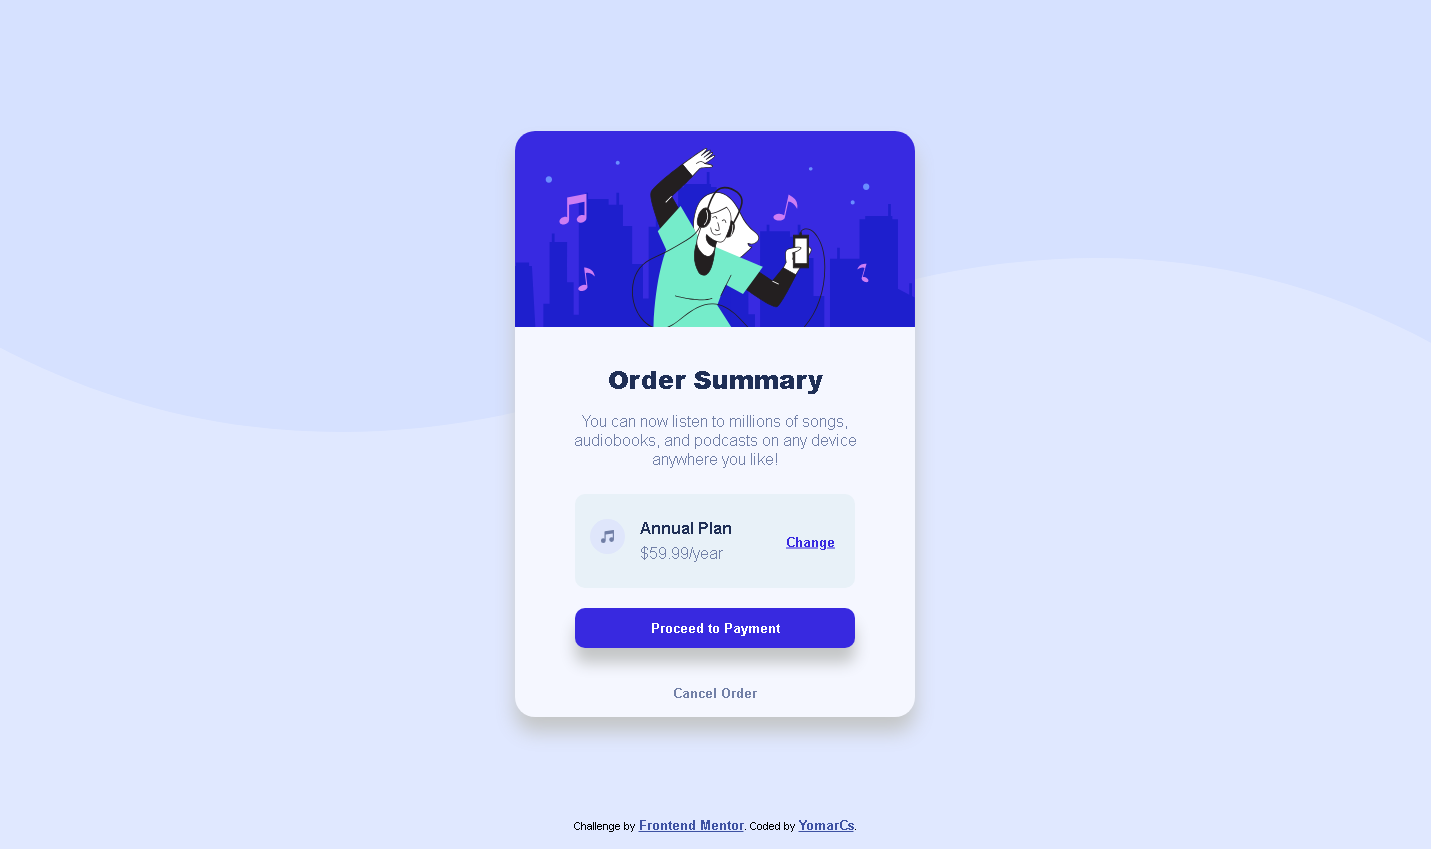 Order Summary
You can now listen to millions of songs,
audiobooks, and podcasts on any device
anywhere you like!
Annual Plan
$59.99/year
Change
Proceed to Payment
Cancel Order
Challenge by Frontend Mentor. Coded by YomarCs.